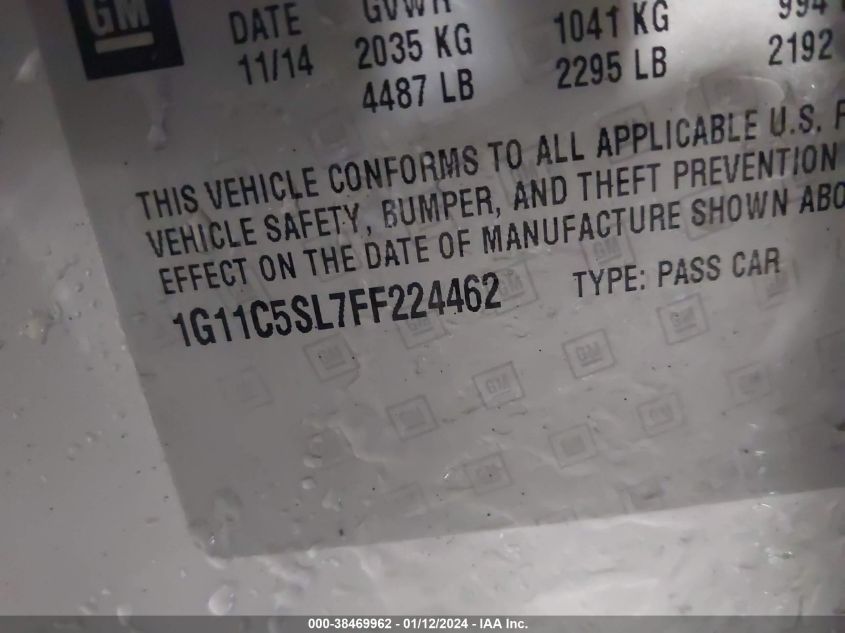 GM
DATE GVWR
11/14 2035 KG 1041 KG 994
4487 LB 2295 LB 2192
THIS VEHICLE CONFORMS TO ALL APPLICABLE U.S. F
VEHICLE SAFETY, BUMPER, AND THEFT PREVENTION
EFFECT ON THE DATE OF MANUFACTURE SHOWN ABO
1G11C5SL7FF224462 TYPE: PASS CAR
000-38469962 - 01/12/2024 - IAA Inc.